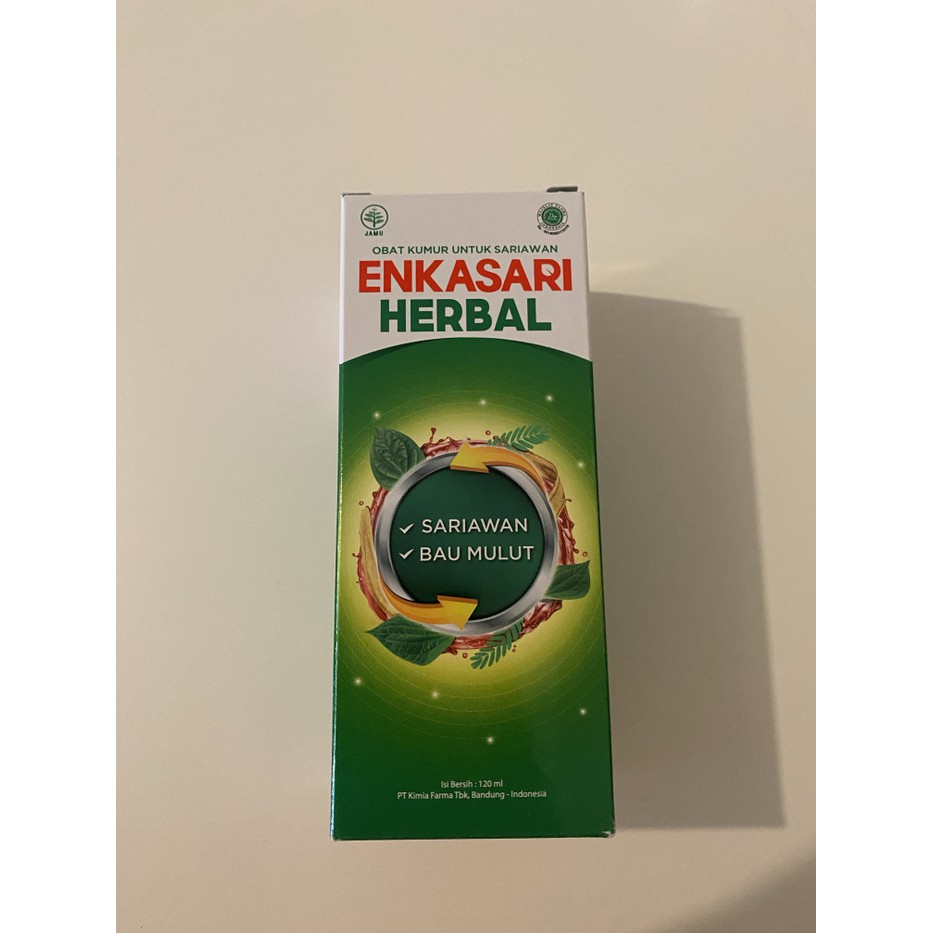 JAMU
OBAT KUMUR UNTUK SARIAWAN
ENKASARI
HERBAL
SARIAWAN
BAU MULUT
Isi Bersih : 120 ml
PT Kimia Farma Tbk, Bandung - Indonesia